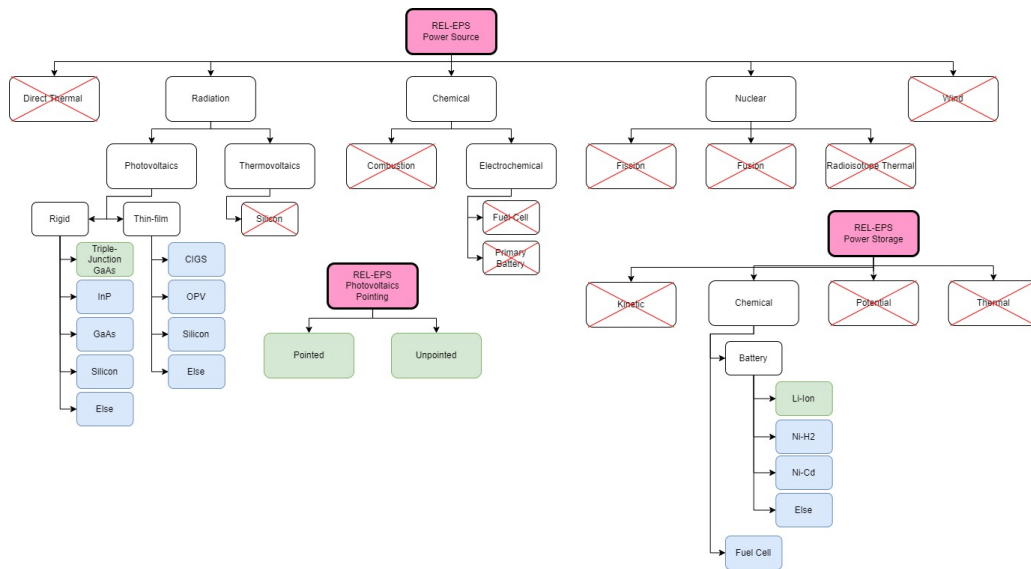 REL-EPS
Power Source
Direct Thermal
Radiation
Chemical
Nuclear
Wind
Photovoltaics
Thermovoltaics
Combustion
Electrochemical
Fission
Fusion
Radioisotope Thermal
Rigid
Thin-film
Silicon
Fuel Cell
Primary
Battery
Triple-
Junction
GaAs
InP
GaAs
Silicon
Else
CIGS
OPV
Silicon
Else
REL-EPS
Photovoltaics
Pointing
Pointed
Unpointed
REL-EPS
Power Storage
Kinetic
Chemical
Potential
Thermal
Battery
Li-Ion
Ni-H2
Ni-Cd
Else
Fuel Cell